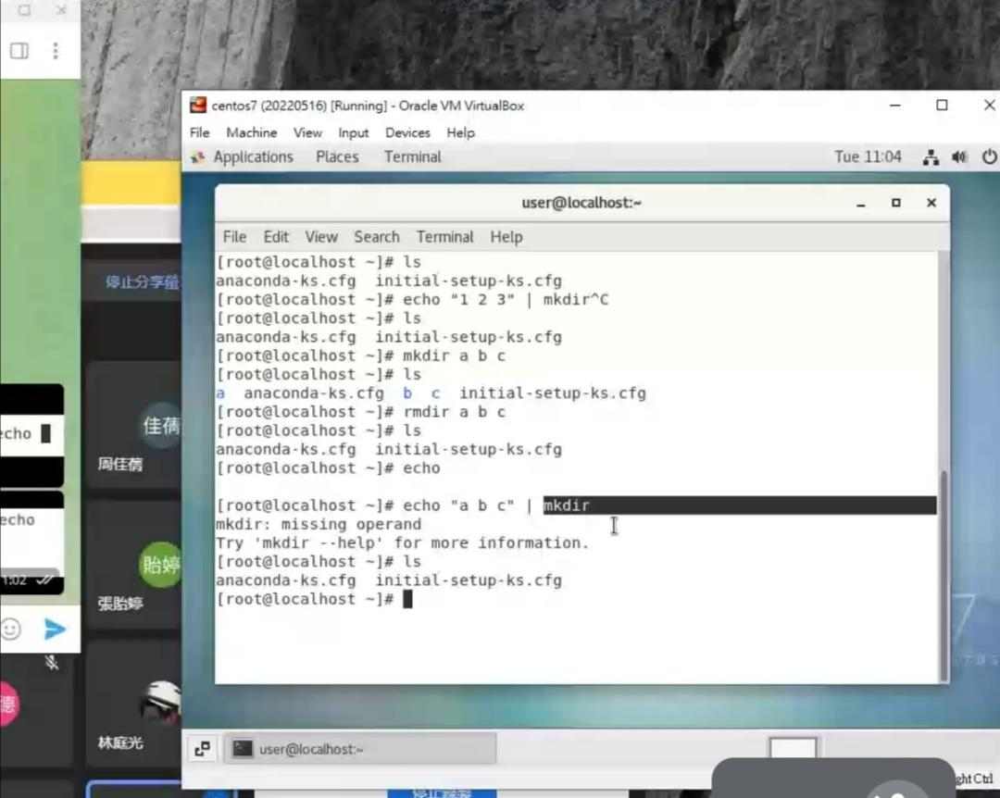 centos7 (20220516) [Running] - Oracle VM VirtualBox
File Machine View Input Devices Help
Applications Places Terminal Tue 11:04
user@localhost:~
File Edit View Search Terminal Help
[root@localhost ~]# ls
anaconda-ks.cfg initial-setup-ks.cfg
[root@localhost ~]# echo "1 2 3" | mkdir^C
[root@localhost ~]# ls
anaconda-ks.cfg initial-setup-ks.cfg
[root@localhost ~]# mkdir a b c
[root@localhost ~]# ls
a anaconda-ks.cfg b c initial-setup-ks.cfg
[root@localhost ~]# rmdir a b c
[root@localhost ~]# ls
anaconda-ks.cfg initial-setup-ks.cfg
[root@localhost ~]# echo
[root@localhost ~]# echo "a b c" | mkdir
mkdir: missing operand
Try 'mkdir --help' for more information.
[root@localhost ~]# ls
anaconda-ks.cfg initial-setup-ks.cfg
[root@localhost ~]#
user@localhost:~
ght Ctrl
停止分享螢
echo
echo
1:02
佳蒨
周佳蒨
貽婷
張貽婷
德
林庭光
7